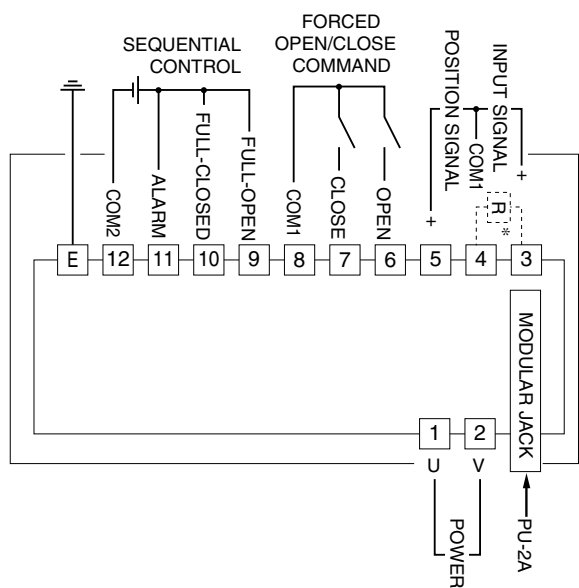 FORCED
OPEN/CLOSE
COMMAND
SEQUENTIAL
CONTROL
POSITION SIGNAL
INPUT SIGNAL
COM1
+
+
COM2
ALARM
FULL-CLOSED
FULL-OPEN
COM1
CLOSE
OPEN
R
*
E
12
11
10
9
8
7
6
5
4
3
MODULAR JACK
1
2
U
V
POWER
PU-2A